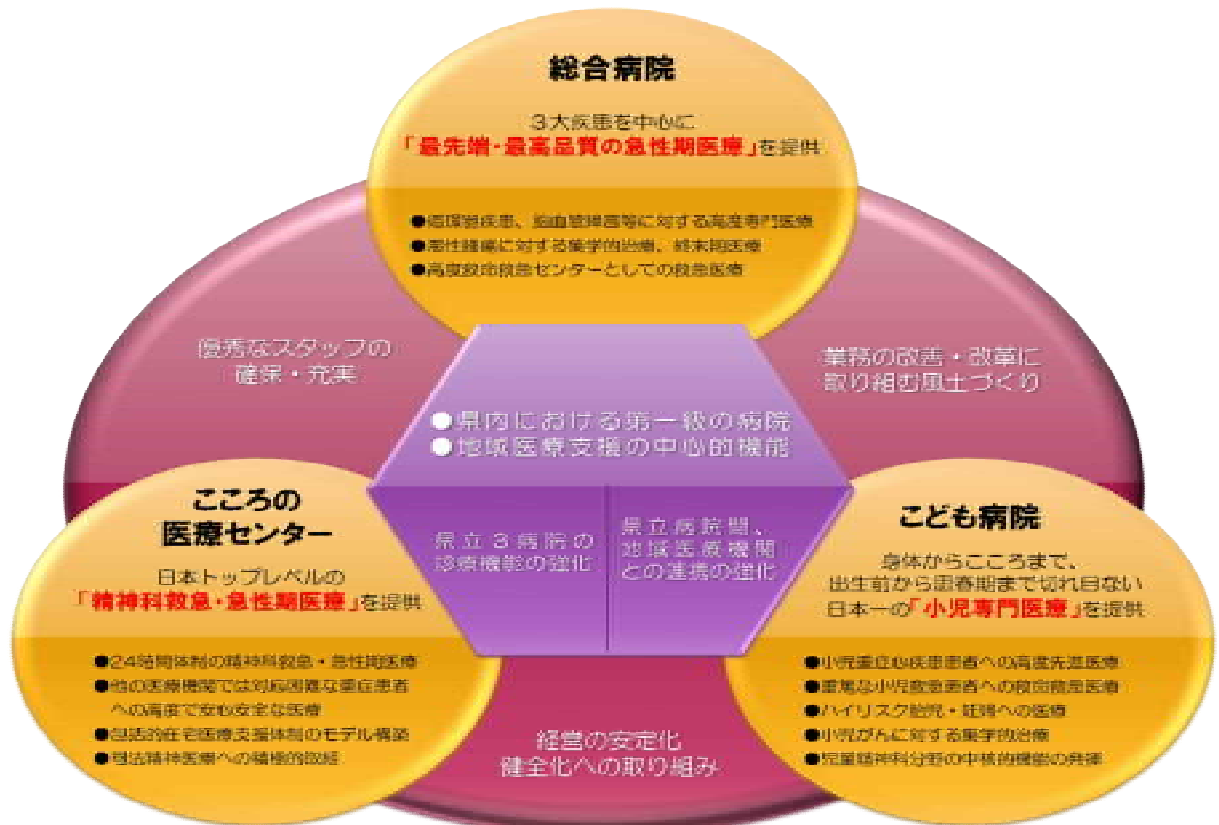 総合病院
3大疾患を中心に
「最先端・最高品質の急性期医療」を提供
●循環器疾患、脳血管障害等に対する高度専門医療
●悪性腫瘍に対する集学的治療、終末期医療
●高度救命救急センターとしての救急医療
優秀なスタッフの
確保・充実
業務の改善・改革に
取り組む風土づくり
●県内における第一級の病院
●地域医療支援の中心的機能
県立3病院の
診療機能の強化
県立病院間、
地域医療機関
との連携の強化
こころの
医療センター
日本トップレベルの
「精神科救急・急性期医療」を提供
●24時間体制の精神科救急・急性期医療
●他の医療機関では対応困難な重症患者
への高度で安心安全な医療
●包括的在宅医療支援体制のモデル構築
●司法精神医療への積極的取組
こども病院
身体からこころまで、
出生前から思春期まで切れ目ない
日本一の「小児専門医療」を提供
●小児重症心疾患患者への高度先進医療
●重篤な小児救急患者への救命救急医療
●ハイリスク胎児・妊婦への医療
●小児がんに対する集学的治療
●児童精神科分野の中核的機能の発揮
経営の安定化
健全化への取り組み